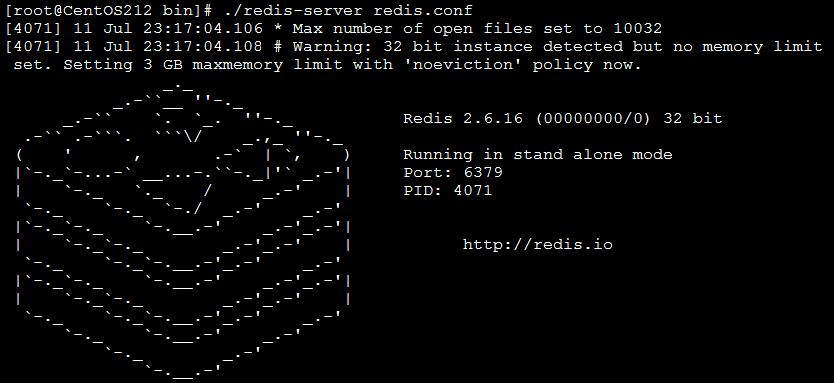 [root@CentOS212 bin]# ./redis-server redis.conf
[4071] 11 Jul 23:17:04.106 * Max number of open files set to 10032
[4071] 11 Jul 23:17:04.108 # Warning: 32 bit instance detected but no memory limit
set. Setting 3 GB maxmemory limit with 'noeviction' policy now.
Redis 2.6.16 (00000000/0) 32 bit
Running in stand alone mode
Port: 6379
PID: 4071
http://redis.io